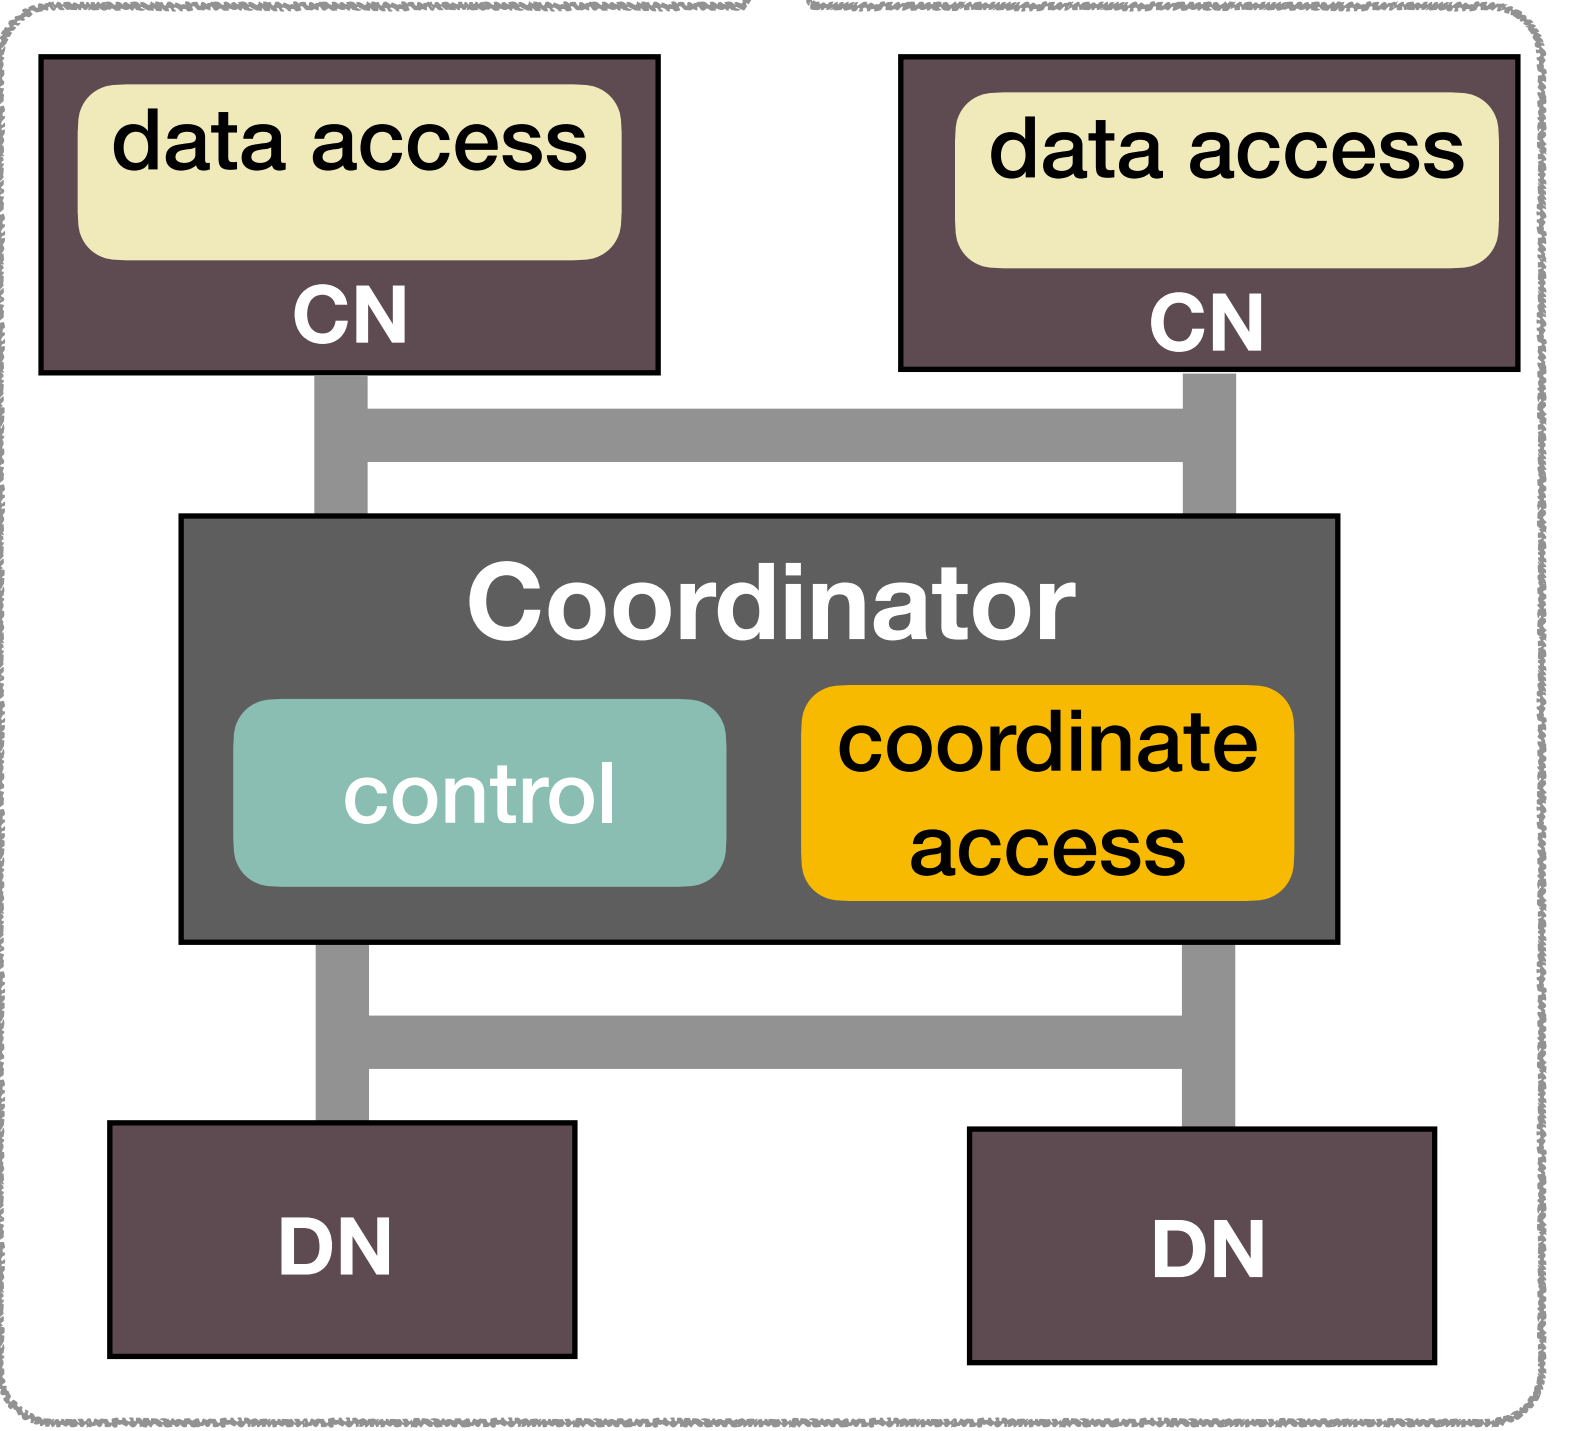 data access
data access
CN
CN
Coordinator
control
coordinate
access
DN
DN